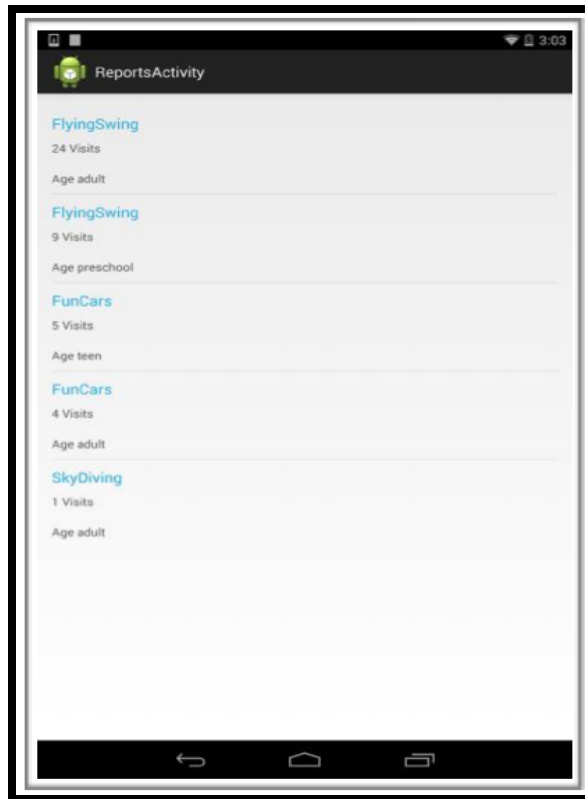 3:03
ReportsActivity
FlyingSwing
24 Visits
Age adult
FlyingSwing
9 Visits
Age preschool
FunCars
5 Visits
Age teen
FunCars
4 Visits
Age adult
SkyDiving
1 Visits
Age adult